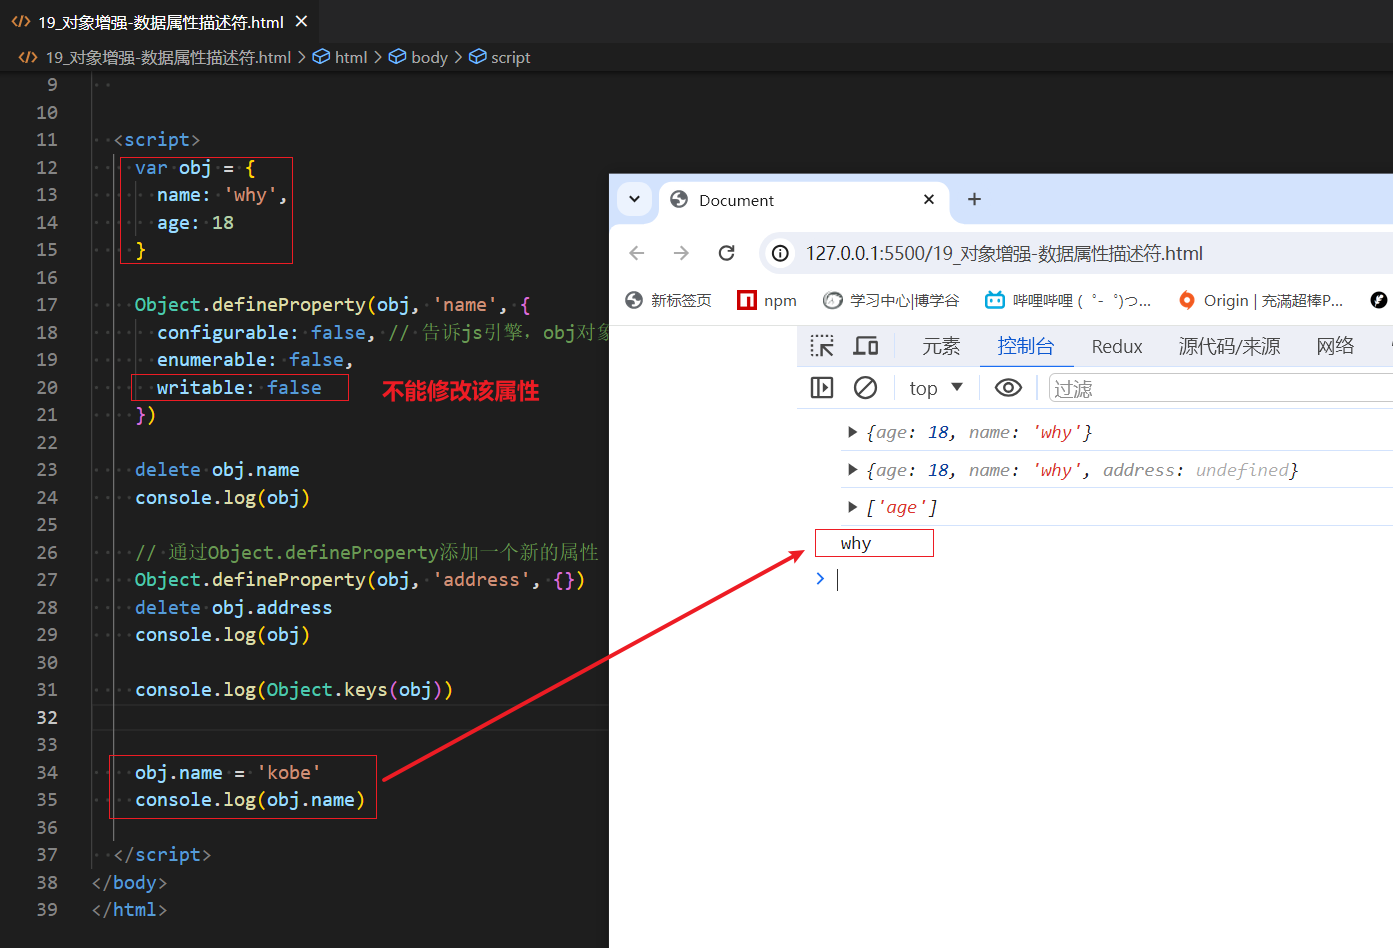 19_对象增强-数据属性描述符.html
19_对象增强-数据属性描述符.html > html > body > script
9
10
11 <script>
12 var obj = {
13 name: 'why',
14 age: 18
15 }
16
17 Object.defineProperty(obj, 'name', {
18 configurable: false, // 告诉js引擎，obj对象
19 enumerable: false,
20 writable: false 不能修改该属性
21 })
22
23 delete obj.name
24 console.log(obj)
25
26 // 通过Object.defineProperty添加一个新的属性
27 Object.defineProperty(obj, 'address', {})
28 delete obj.address
29 console.log(obj)
30
31 console.log(Object.keys(obj))
32
33
34 obj.name = 'kobe'
35 console.log(obj.name)
36
37 </script>
38 </body>
39 </html>
Document
127.0.0.1:5500/19_对象增强-数据属性描述符.html
新标签页 npm 学习中心|博学谷 哔哩哔哩 ( ゜- ゜)つ... Origin | 充满超棒P...
元素 控制台 Redux 源代码/来源 网络
top 过滤
{age: 18, name: 'why'}
{age: 18, name: 'why', address: undefined}
['age']
why
>